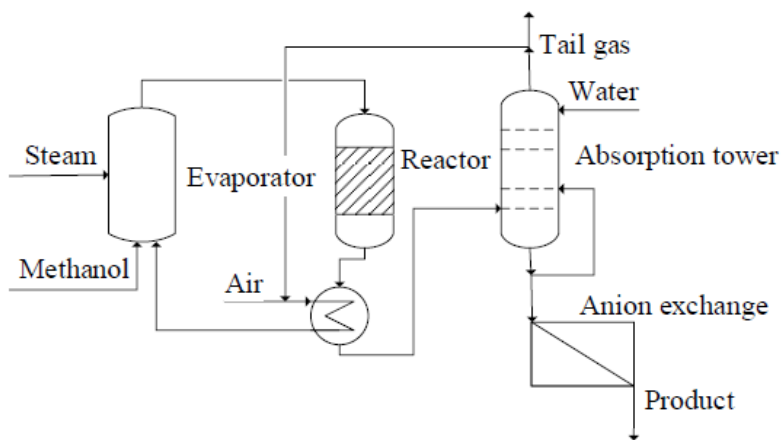 Tail gas
Water
Steam
Evaporator
Reactor
Absorption tower
Methanol
Air
Anion exchange
Product